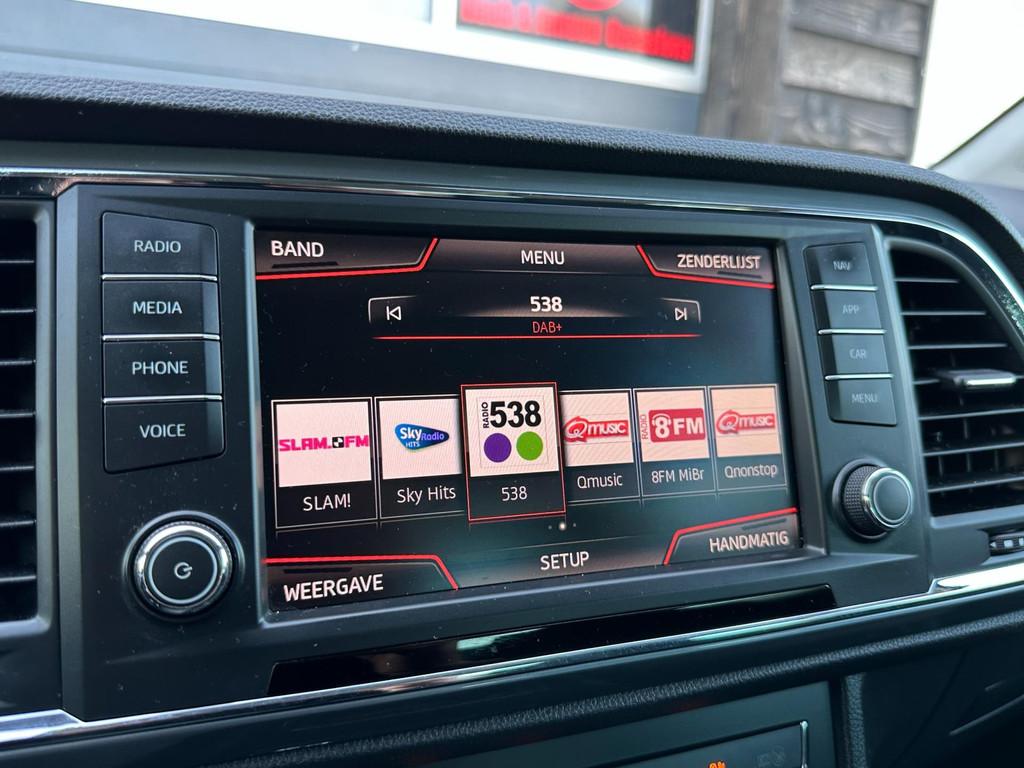 RADIO
MEDIA
PHONE
VOICE
BAND
MENU
ZENDERLIJST
538
DAB+
SLAM.FM
SLAM!
Sky Radio
HITS
Sky Hits
RADIO
538
538
Qmusic
Qmusic
RADIO
8FM
8FM MiBr
Qmusic
Qnonstop
WEERGAVE
SETUP
HANDMATIG
NAV
APP
CAR
MENU